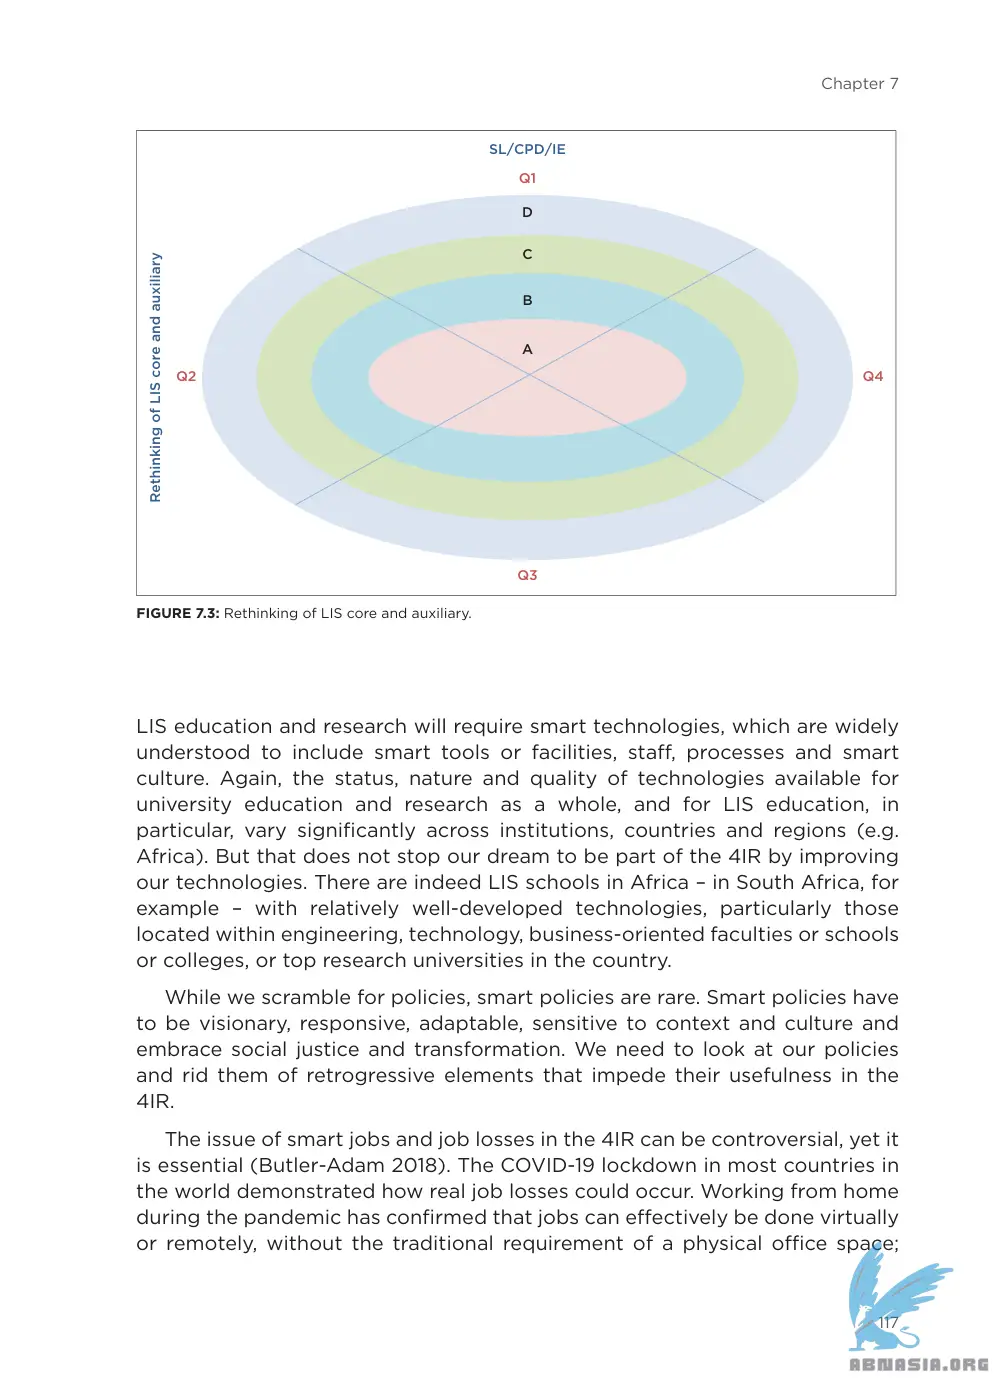 Chapter 7
SL/CPD/IE
Q1
D
C
B
A
Rethinking of LIS core and auxiliary
Q2
Q4
Q3
FIGURE 7.3: Rethinking of LIS core and auxiliary.
LIS education and research will require smart technologies, which are widely
understood to include smart tools or facilities, staff, processes and smart
culture. Again, the status, nature and quality of technologies available for
university education and research as a whole, and for LIS education, in
particular, vary significantly across institutions, countries and regions (e.g.
Africa). But that does not stop our dream to be part of the 4IR by improving
our technologies. There are indeed LIS schools in Africa – in South Africa, for
example – with relatively well-developed technologies, particularly those
located within engineering, technology, business-oriented faculties or schools
or colleges, or top research universities in the country.
While we scramble for policies, smart policies are rare. Smart policies have
to be visionary, responsive, adaptable, sensitive to context and culture and
embrace social justice and transformation. We need to look at our policies
and rid them of retrogressive elements that impede their usefulness in the
4IR.
The issue of smart jobs and job losses in the 4IR can be controversial, yet it
is essential (Butler-Adam 2018). The COVID-19 lockdown in most countries in
the world demonstrated how real job losses could occur. Working from home
during the pandemic has confirmed that jobs can effectively be done virtually
or remotely, without the traditional requirement of a physical office space;
117
ABNASIA.ORG